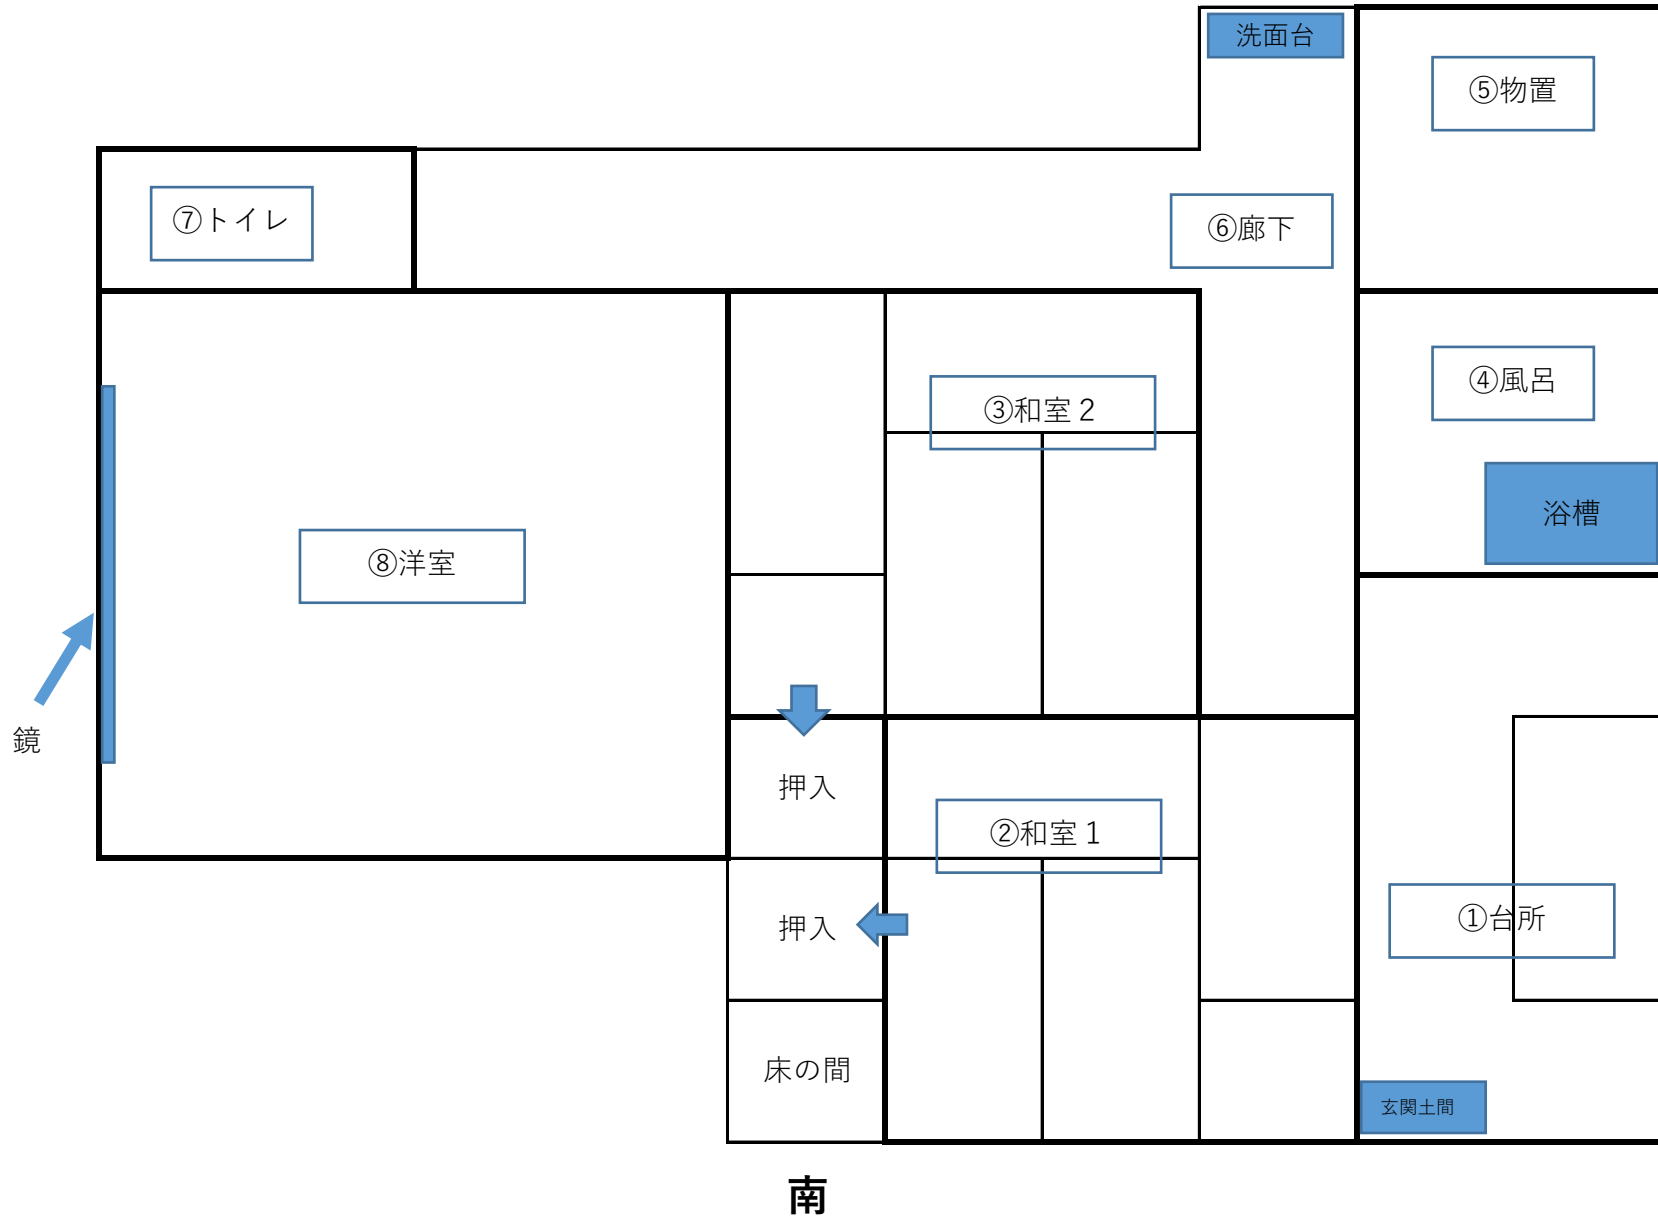 洗面台
⑤物置
⑦トイレ
⑥廊下
④風呂
③和室2
浴槽
⑧洋室
鏡
押入
②和室1
押入
①台所
床の間
玄関土間
南